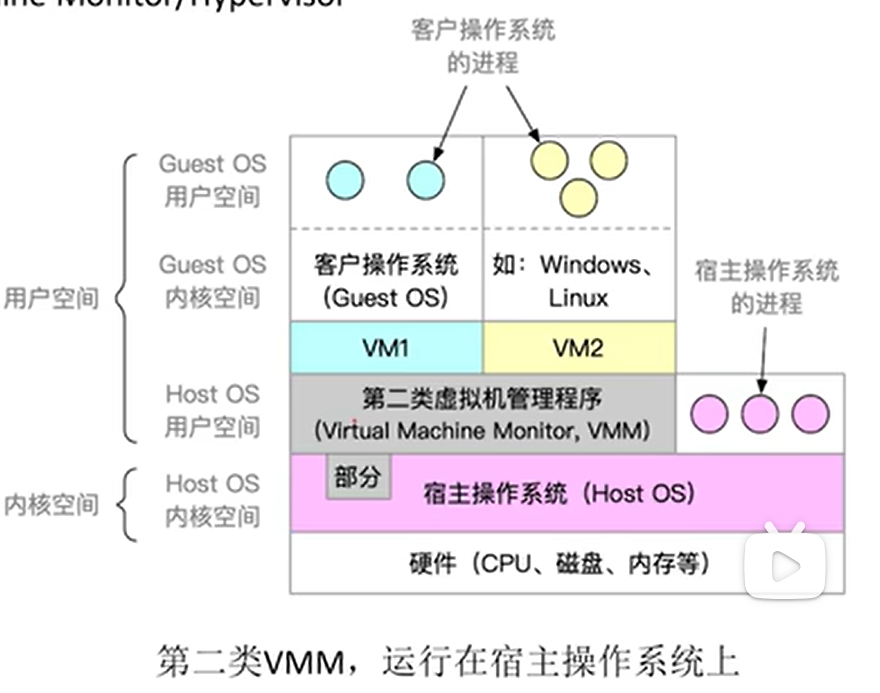 Monitor/Hypervisor
客户操作系统
的进程
Guest OS
用户空间
Guest OS
内核空间
客户操作系统
(Guest OS)
如：Windows、
Linux
宿主操作系统
的进程
用户空间
VM1
VM2
Host OS
用户空间
第二类虚拟机管理程序
(Virtual Machine Monitor, VMM)
内核空间
Host OS
内核空间
部分
宿主操作系统（Host OS）
硬件（CPU、磁盘、内存等）
第二类VMM，运行在宿主操作系统上